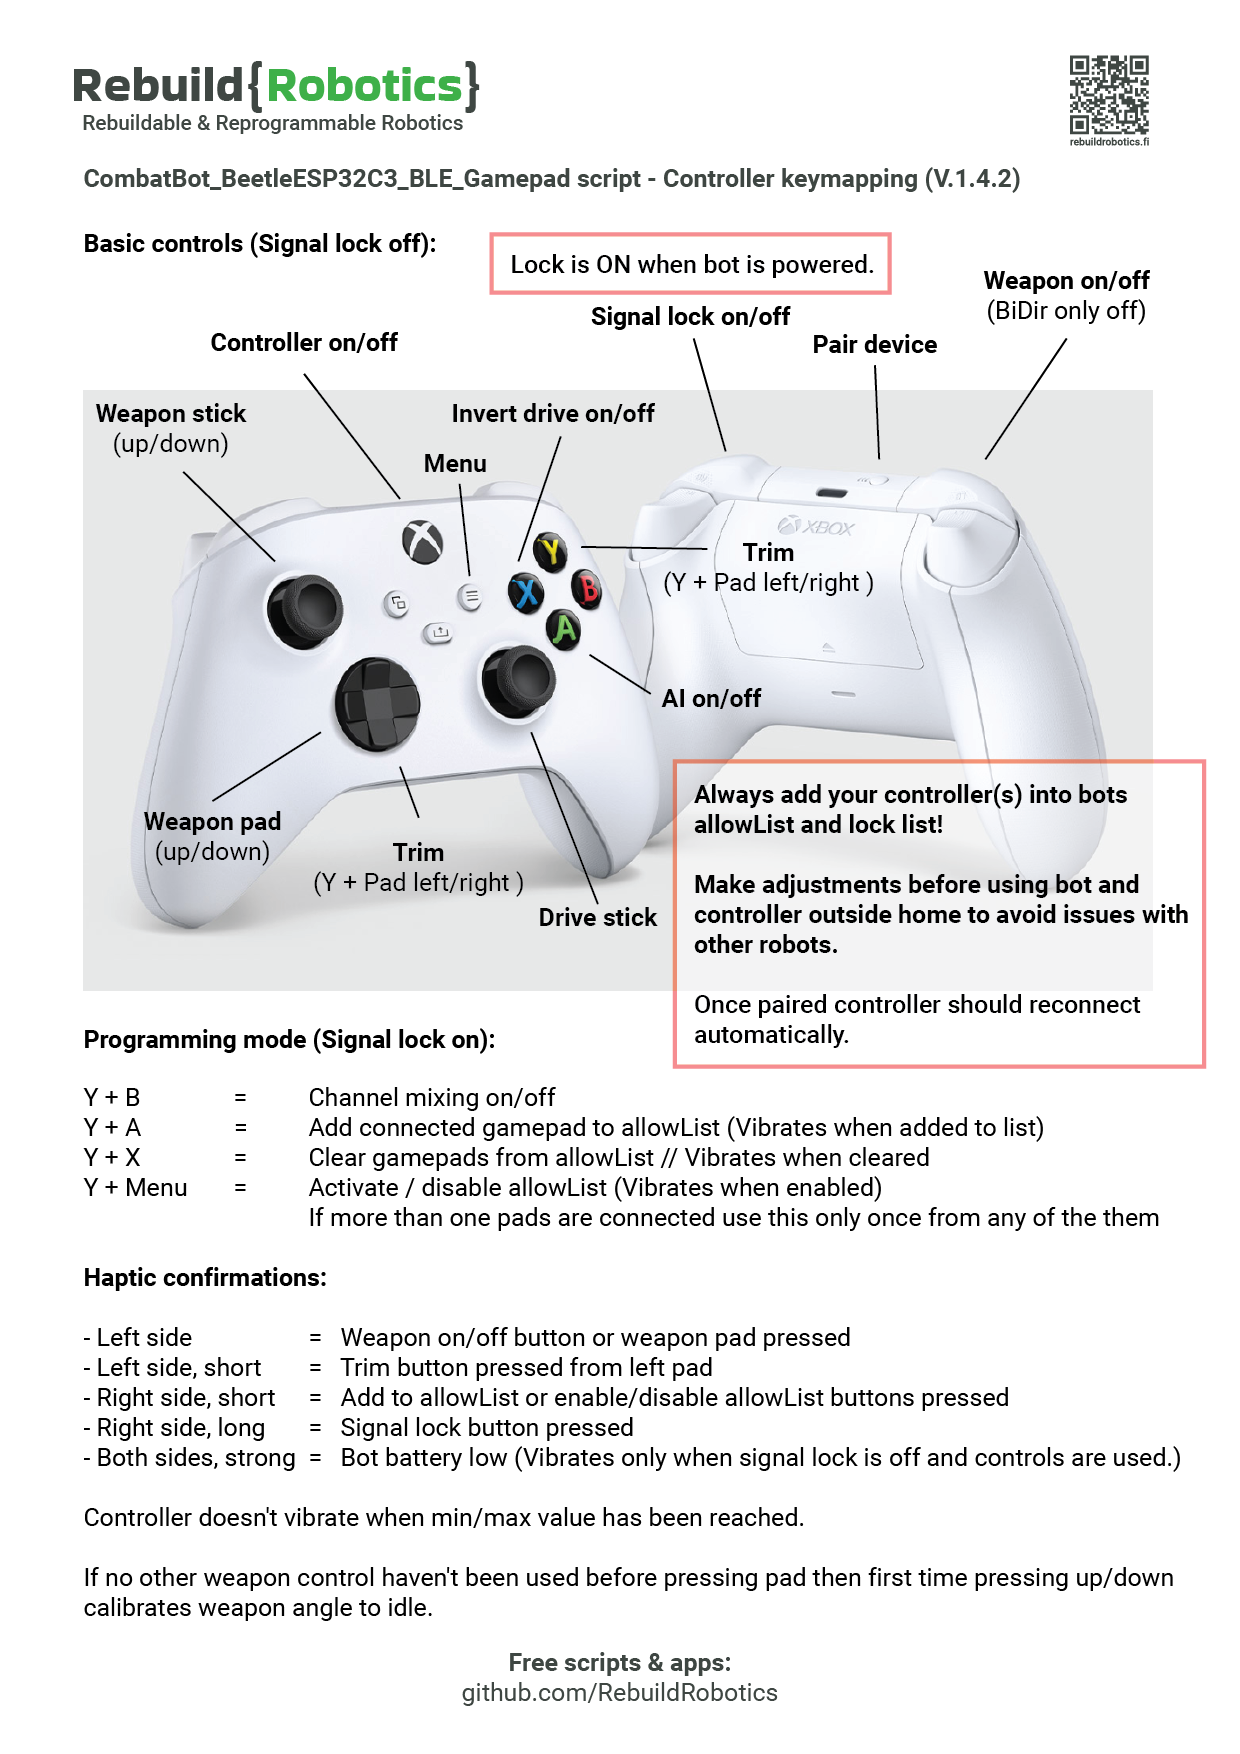 Rebuild{Robotics}
Rebuildable & Reprogrammable Robotics
rebuildrobotics.fi
CombatBot_BeetleESP32C3_BLE_Gamepad script - Controller keymapping (V.1.4.2)
Basic controls (Signal lock off):
Lock is ON when bot is powered.
Weapon on/off
(BiDir only off)
Signal lock on/off
Pair device
Controller on/off
Weapon stick
(up/down)
Invert drive on/off
Menu
XBOX
Y
Trim
(Y + Pad left/right )
X
B
A
AI on/off
Weapon pad
(up/down)
Trim
(Y + Pad left/right )
Drive stick
Always add your controller(s) into bots
allowList and lock list!
Make adjustments before using bot and
controller outside home to avoid issues with
other robots.
Once paired controller should reconnect
automatically.
Programming mode (Signal lock on):
Y + B = Channel mixing on/off
Y + A = Add connected gamepad to allowList (Vibrates when added to list)
Y + X = Clear gamepads from allowList // Vibrates when cleared
Y + Menu = Activate / disable allowList (Vibrates when enabled)
If more than one pads are connected use this only once from any of the them
Haptic confirmations:
- Left side = Weapon on/off button or weapon pad pressed
- Left side, short = Trim button pressed from left pad
- Right side, short = Add to allowList or enable/disable allowList buttons pressed
- Right side, long = Signal lock button pressed
- Both sides, strong = Bot battery low (Vibrates only when signal lock is off and controls are used.)
Controller doesn't vibrate when min/max value has been reached.
If no other weapon control haven't been used before pressing pad then first time pressing up/down
calibrates weapon angle to idle.
Free scripts & apps:
github.com/RebuildRobotics